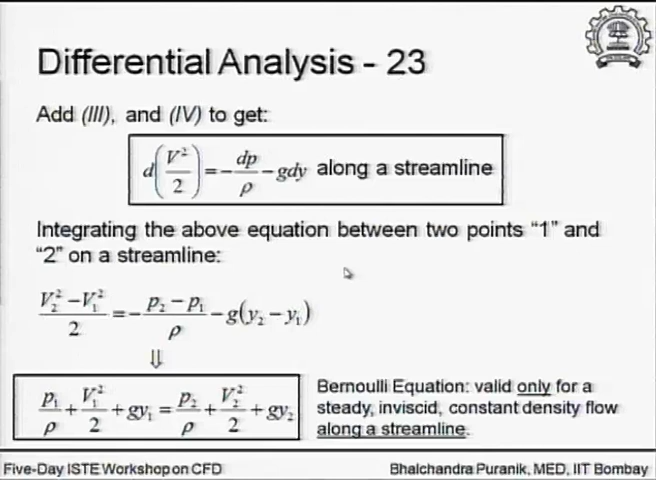 Differential Analysis - 23
Add (III), and (IV) to get:
d(V²/2) = -dp/ρ - gdy along a streamline
Integrating the above equation between two points “1” and
“2” on a streamline:
(V₂² - V₁²)/2 = -(p₂ - p₁)/ρ - g(y₂ - y₁)
⇓
p₁/ρ + V₁²/2 + gy₁ = p₂/ρ + V₂²/2 + gy₂
Bernoulli Equation: valid only for a
steady, inviscid, constant density flow
along a streamline.
Five-Day ISTE Workshop on CFD
Bhalchandra Puranik, MED, IIT Bombay